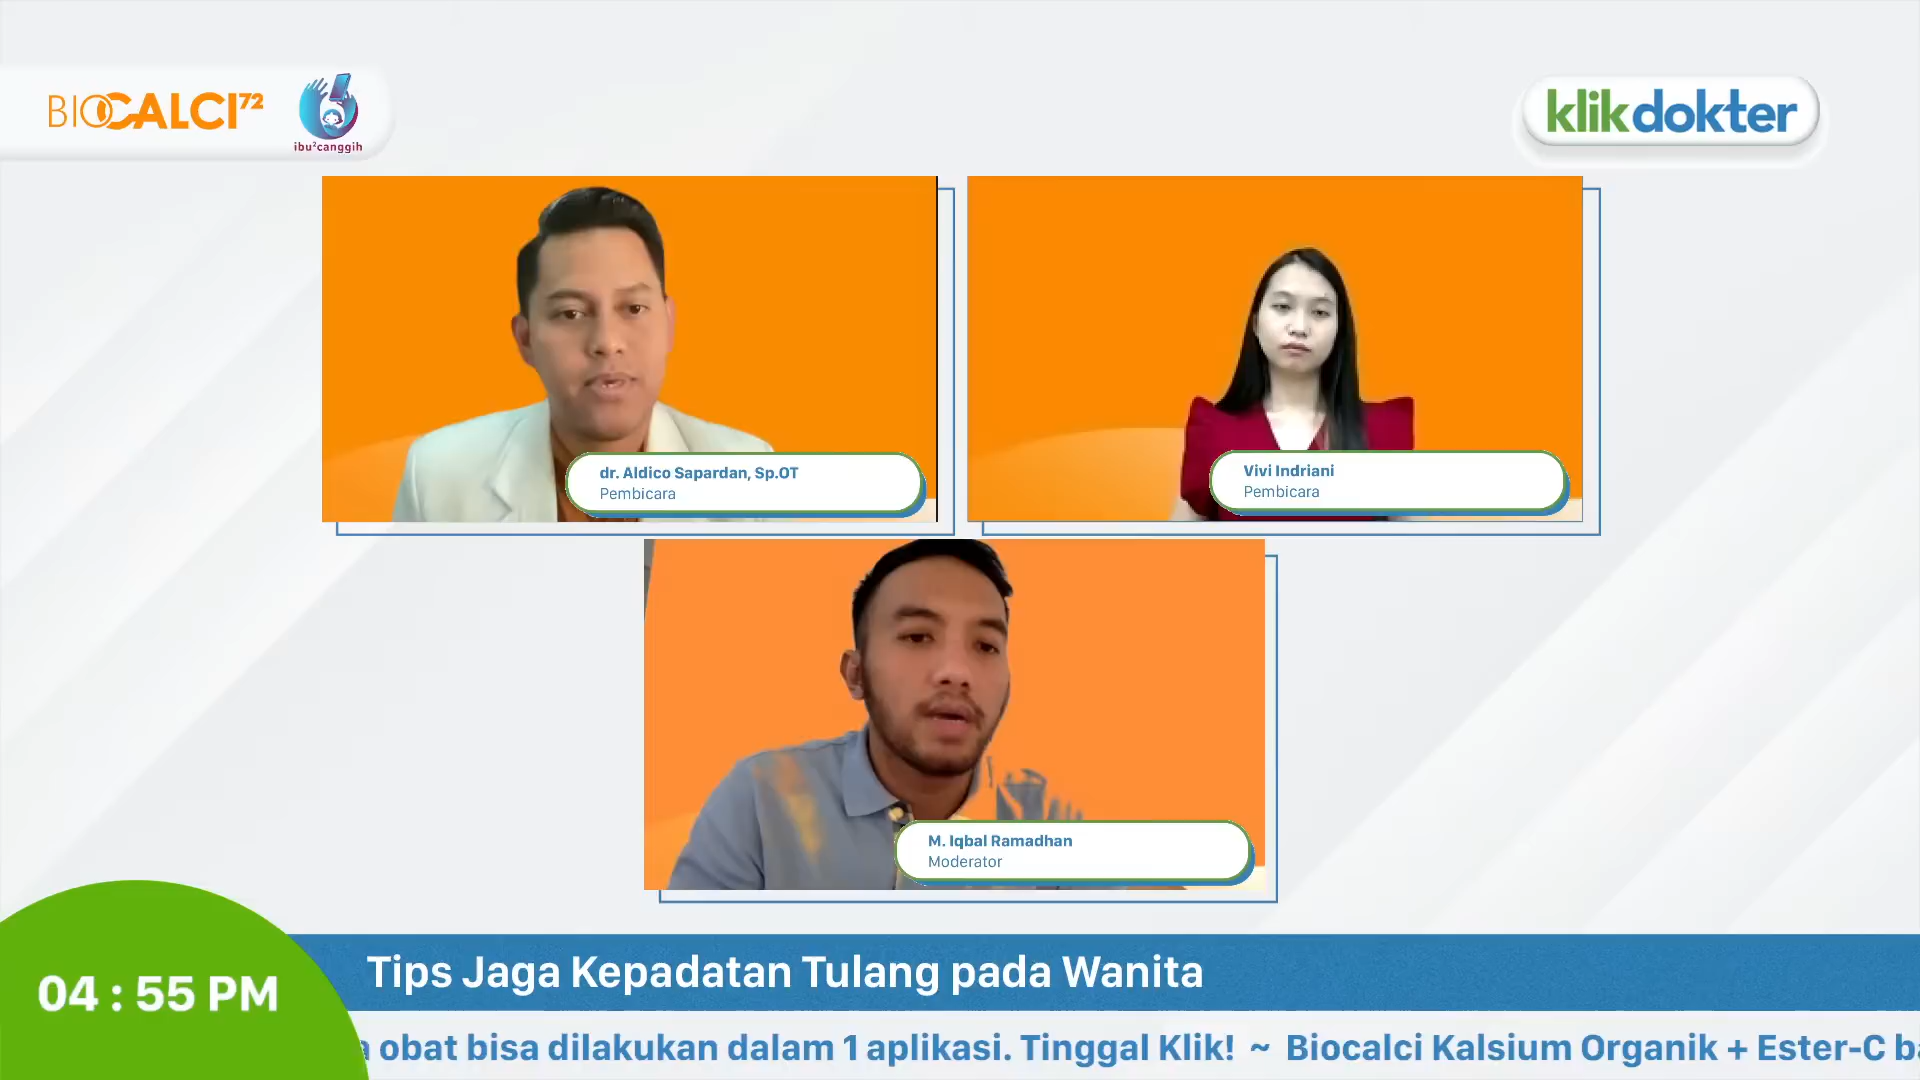 BIOCALCI72
ibu²canggih
klikdokter
dr. Aldico Sapardan, Sp.OT
Pembicara
Vivi Indriani
Pembicara
M. Iqbal Ramadhan
Moderator
04 : 55 PM
Tips Jaga Kepadatan Tulang pada Wanita
obat bisa dilakukan dalam 1 aplikasi. Tinggal Klik! ~ Biocalci Kalsium Organik + Ester-C